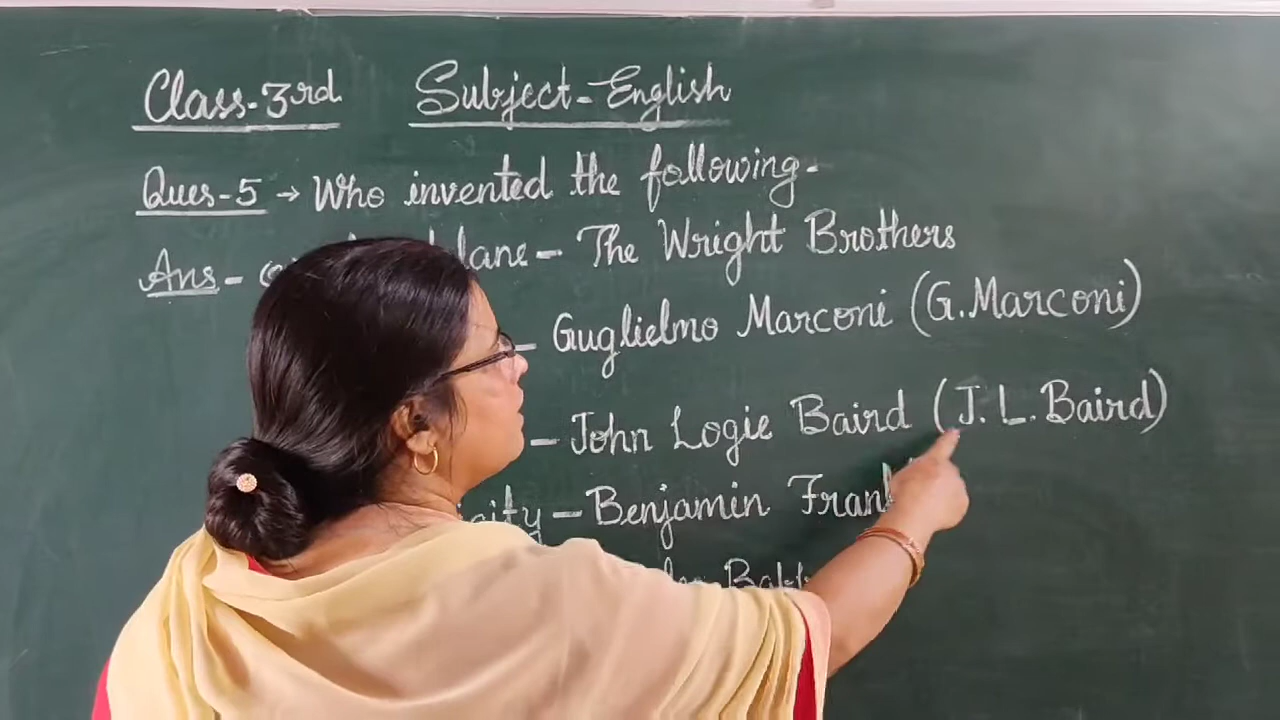 Class-3rd Subject-English
Ques-5 → Who invented the following-
Ans - The Wright Brothers
- Guglielmo Marconi (G.Marconi)
- John Logie Baird (J.L.Baird)
- Benjamin